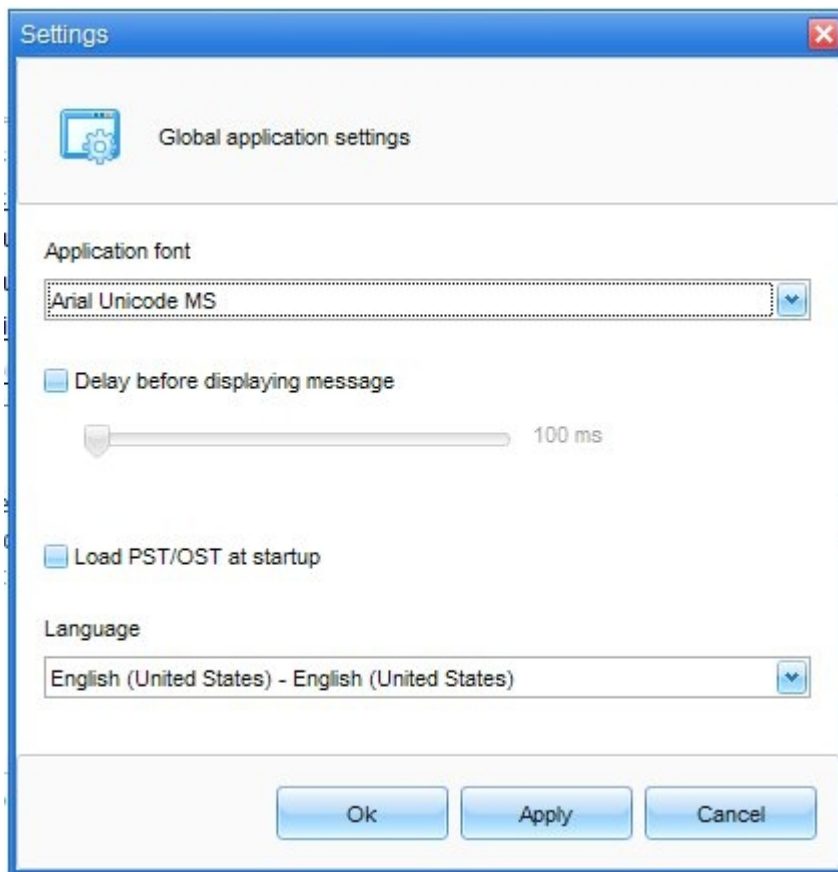 Settings
Global application settings
Application font
Arial Unicode MS
Delay before displaying message
100 ms
Load PST/OST at startup
Language
English (United States) - English (United States)
Ok Apply Cancel